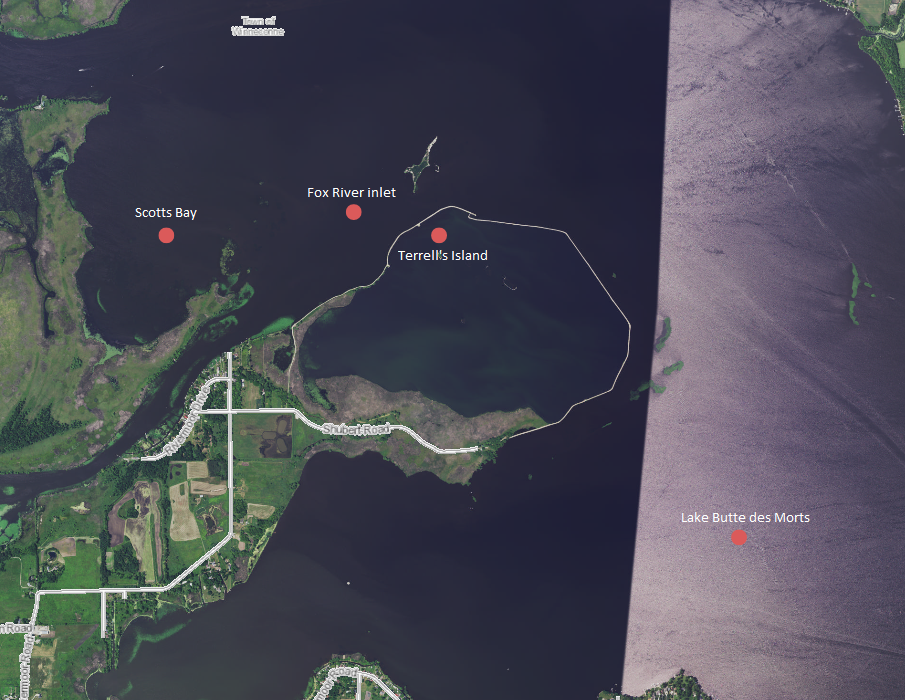 Town of
Winneconne
Fox River inlet
Scotts Bay
Terrell's Island
Shubert Road
Lake Butte des Morts